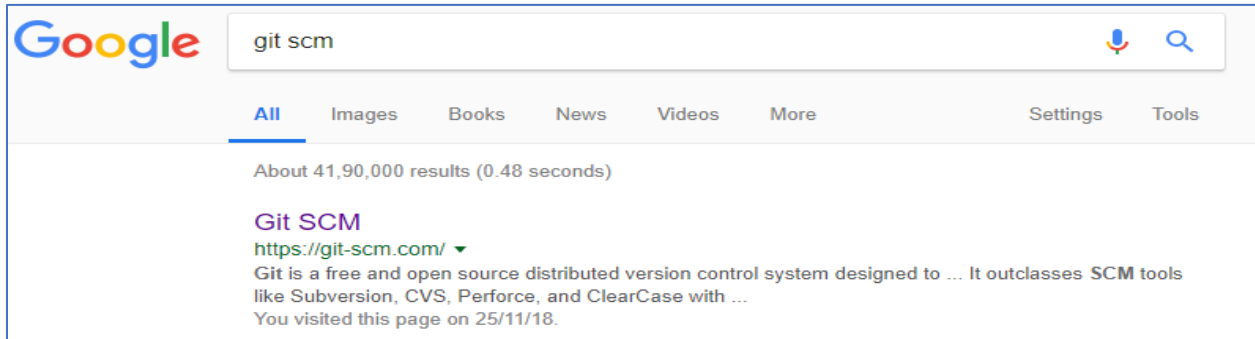 Google git scm
All Images Books News Videos More Settings Tools
About 41,90,000 results (0.48 seconds)
Git SCM
https://git-scm.com/
Git is a free and open source distributed version control system designed to ... It outclasses SCM tools
like Subversion, CVS, Perforce, and ClearCase with ...
You visited this page on 25/11/18.